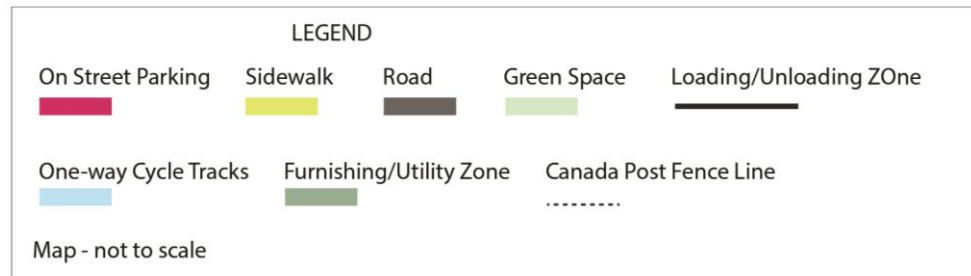 LEGEND
On Street Parking Sidewalk Road Green Space Loading/Unloading ZOne
One-way Cycle Tracks Furnishing/Utility Zone Canada Post Fence Line
Map - not to scale